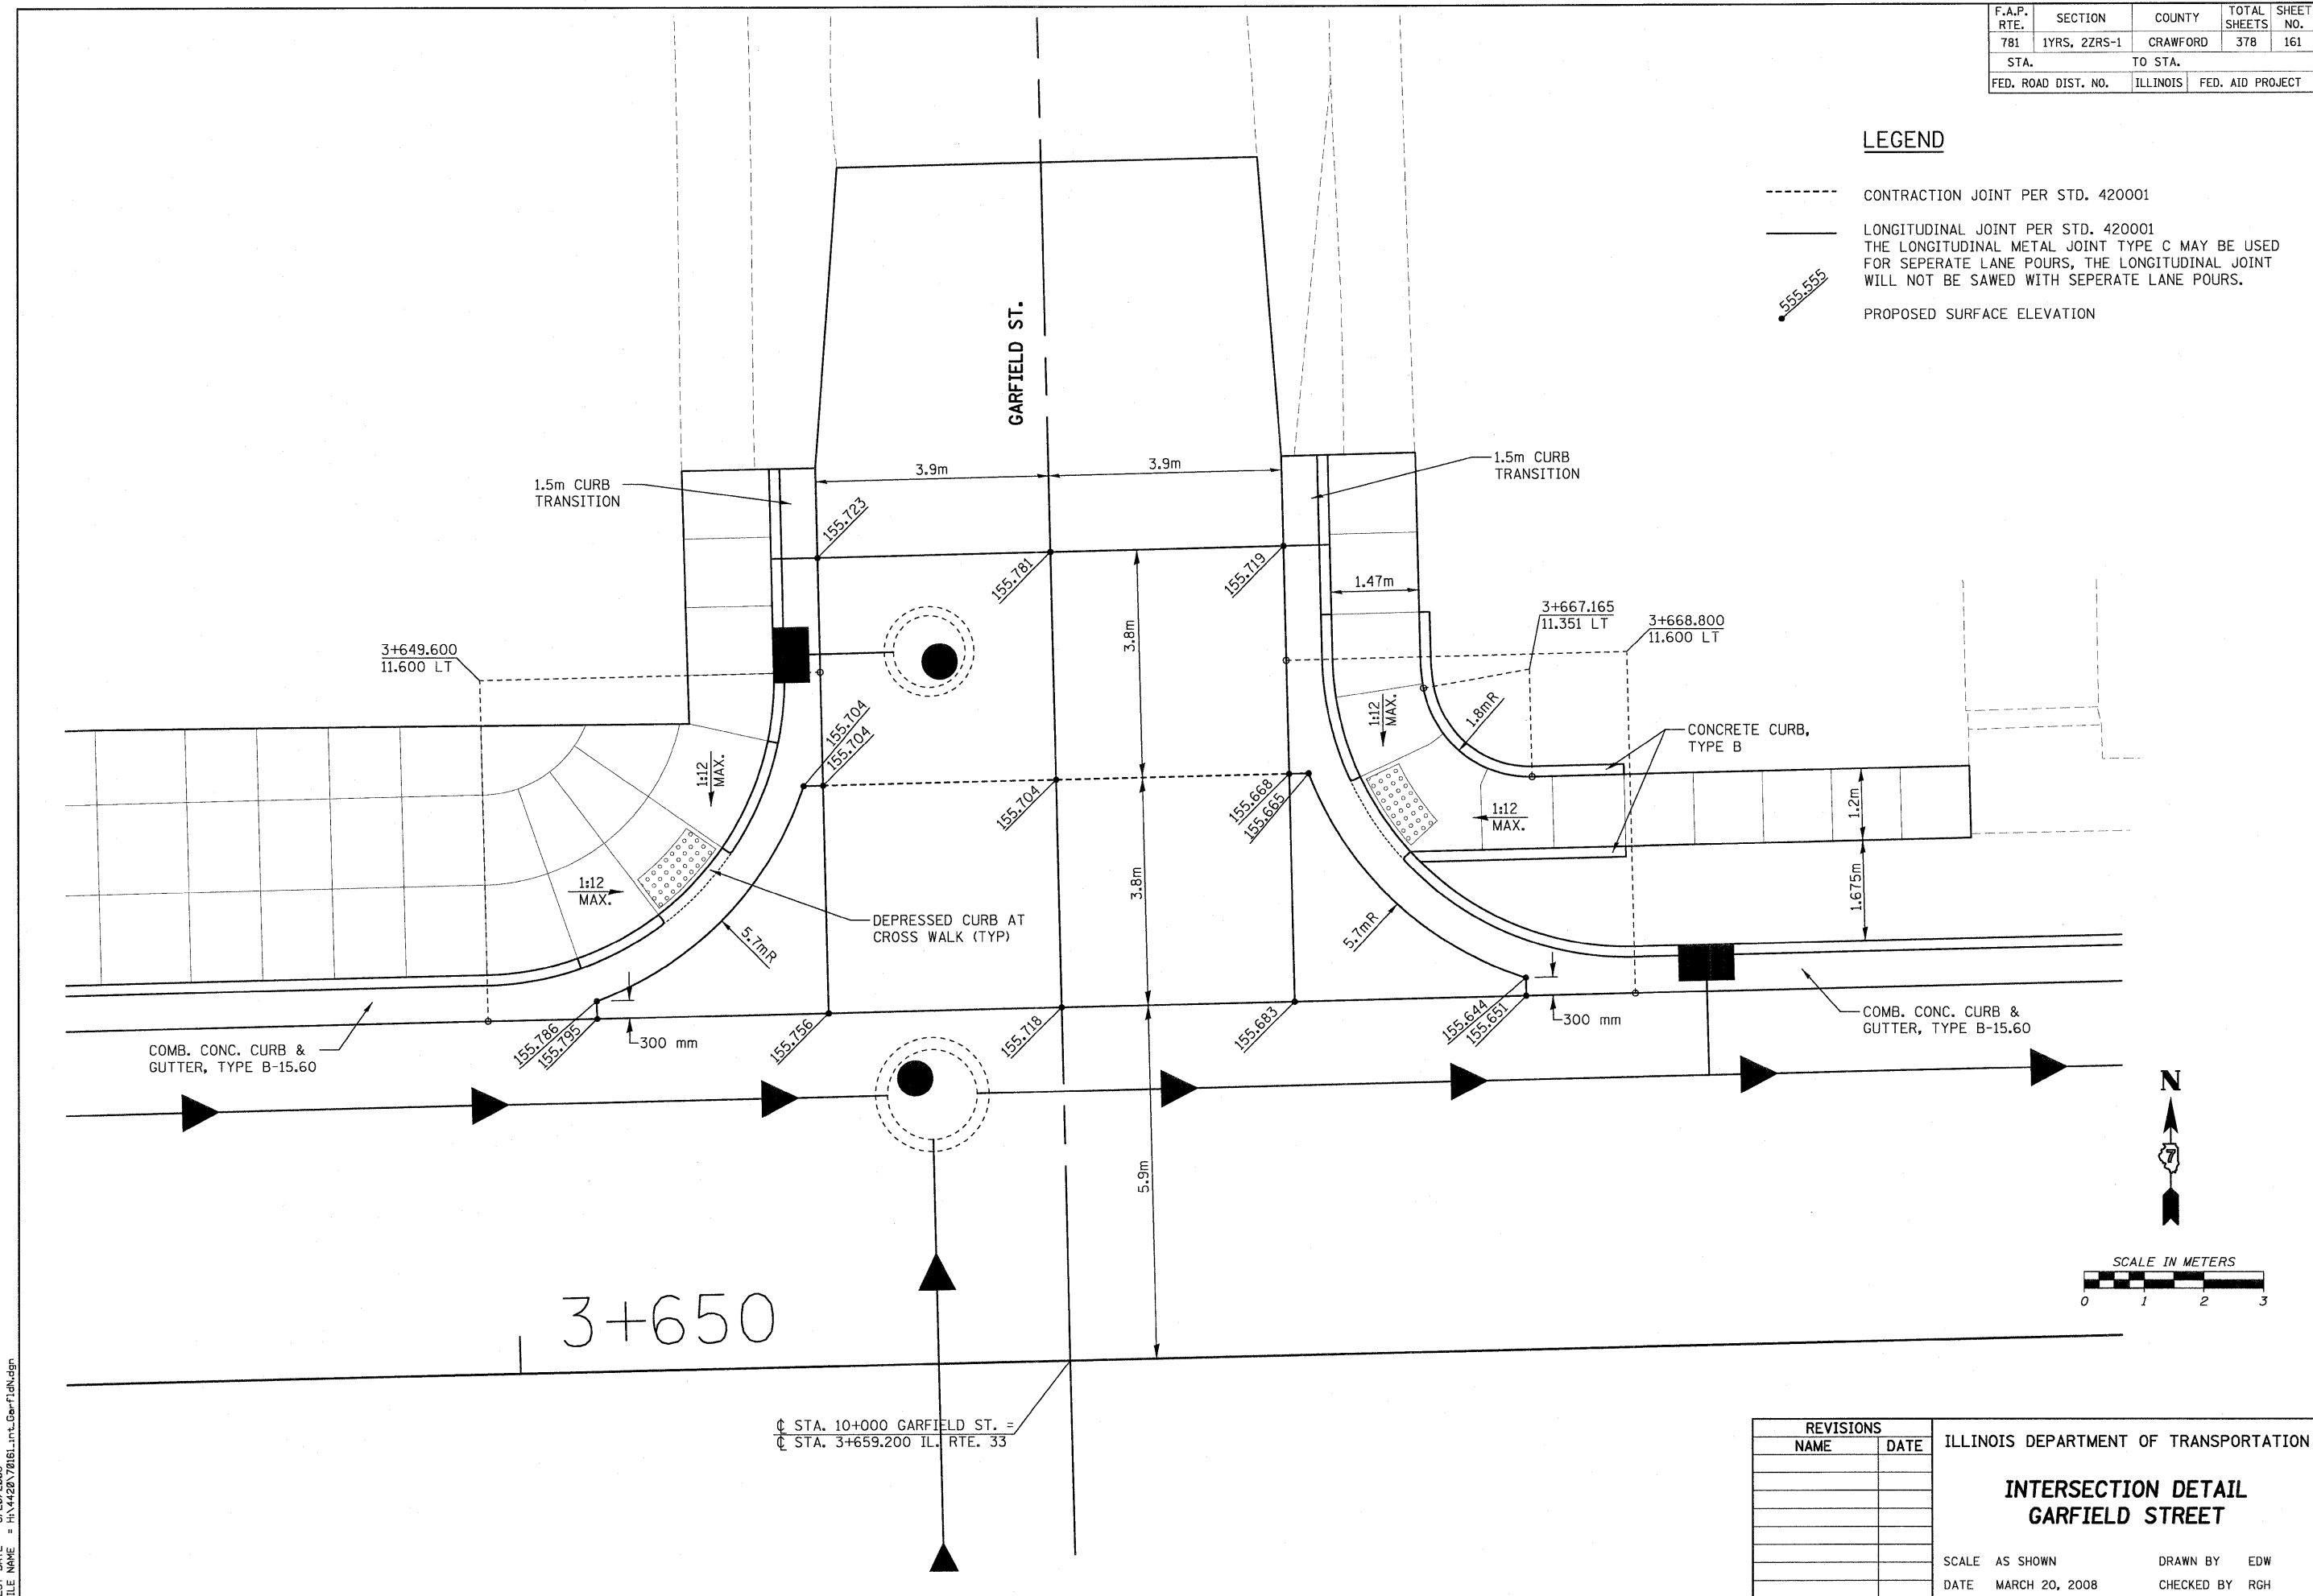 F.A.P. RTE. SECTION COUNTY TOTAL SHEETS SHEET NO.
781 1YRS, 2ZRS-1 CRAWFORD 378 161
STA. TO STA.
FED. ROAD DIST. NO. ILLINOIS FED. AID PROJECT
LEGEND
CONTRACTION JOINT PER STD. 420001
LONGITUDINAL JOINT PER STD. 420001
THE LONGITUDINAL METAL JOINT TYPE C MAY BE USED
FOR SEPERATE LANE POURS, THE LONGITUDINAL JOINT
WILL NOT BE SAWED WITH SEPERATE LANE POURS.
555.555
PROPOSED SURFACE ELEVATION
GARFIELD ST.
1.5m CURB
TRANSITION
3.9m
3.9m
1.5m CURB
TRANSITION
155.723
155.781
155.719
1.47m
3+667.165
11.351 LT
3+668.800
11.600 LT
3+649.600
11.600 LT
3.8m
155.704
155.704
155.704
155.668
155.665
1:12
MAX.
1:12
MAX.
1.8mR
CONCRETE CURB,
TYPE B
1:12
MAX.
1.2m
1:12
MAX.
3.8m
1.675m
DEPRESSED CURB AT
CROSS WALK (TYP)
5.7mR
5.7mR
COMB. CONC. CURB &
GUTTER, TYPE B-15.60
155.786
155.795
300 mm
155.756
155.718
155.683
155.644
155.651
300 mm
COMB. CONC. CURB &
GUTTER, TYPE B-15.60
5.9m
N
7
SCALE IN METERS
0 1 2 3
3+650
℄ STA. 10+000 GARFIELD ST. =
℄ STA. 3+659.200 IL. RTE. 33
REVISIONS
NAME DATE
ILLINOIS DEPARTMENT OF TRANSPORTATION
INTERSECTION DETAIL
GARFIELD STREET
SCALE AS SHOWN DRAWN BY EDW
DATE MARCH 20, 2008 CHECKED BY RGH
FILE NAME = H:\4420\70161_int_GarfldN.dgn